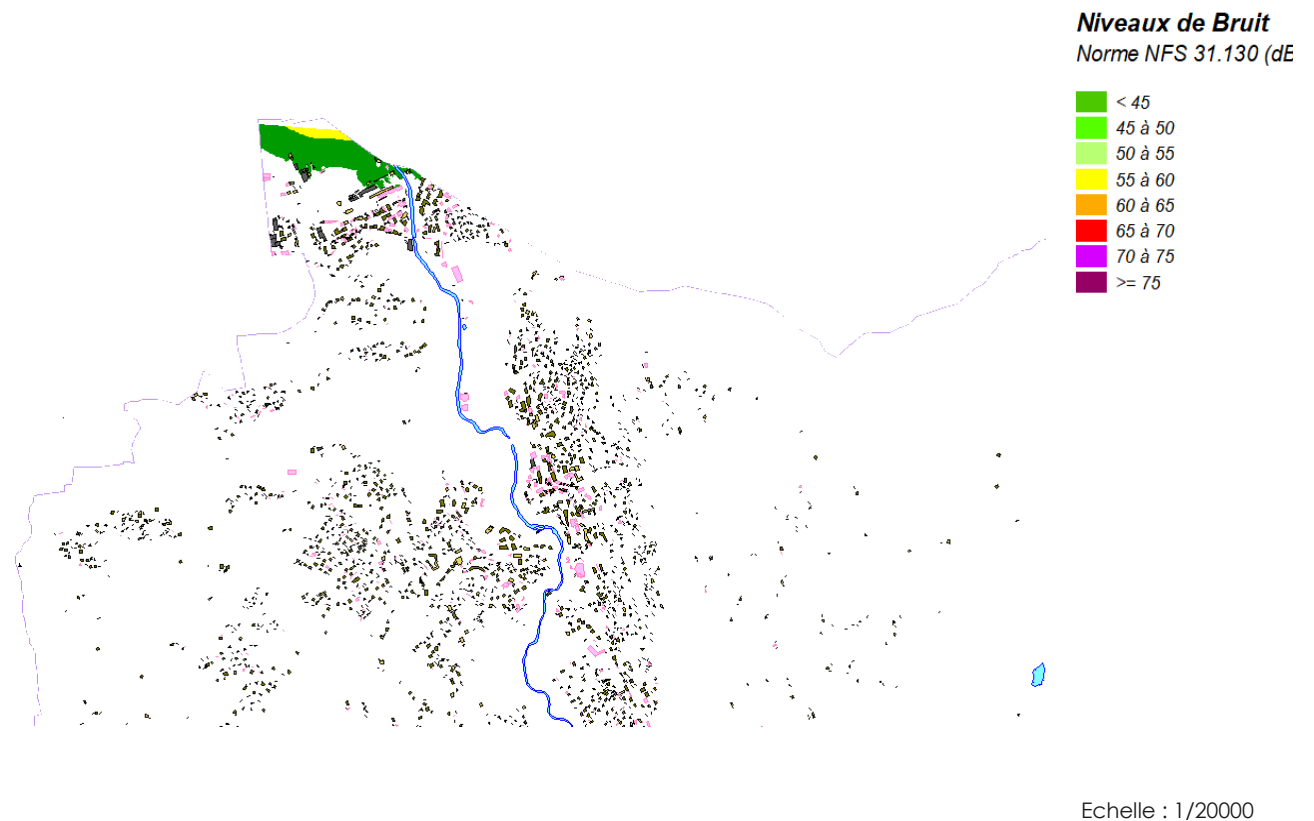 Niveaux de Bruit
Norme NFS 31.130 (dB
< 45
45 à 50
50 à 55
55 à 60
60 à 65
65 à 70
70 à 75
>= 75
Echelle : 1/20000